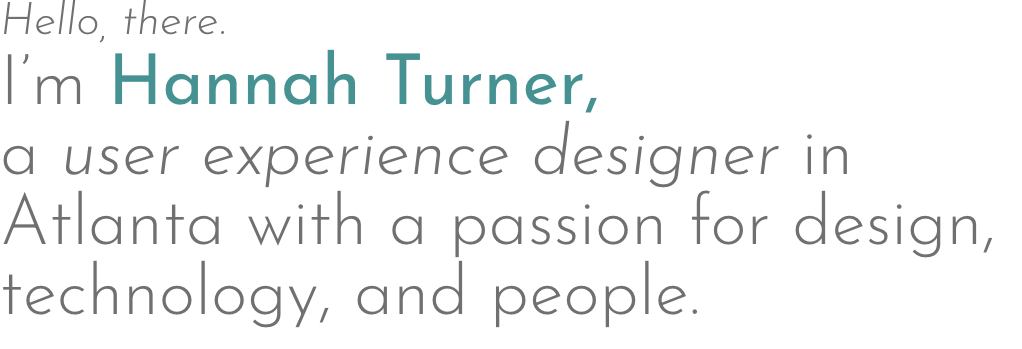 Hello, there.
I'm Hannah Turner,
a user experience designer in
Atlanta with a passion for design,
technology, and people.